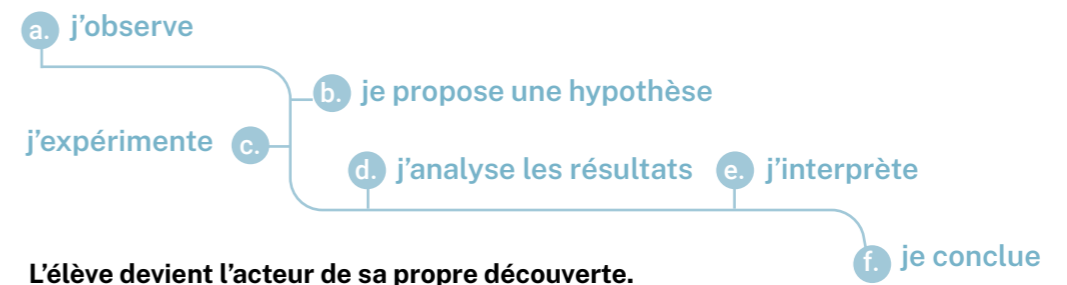 a. j’observe
b. je propose une hypothèse
j’expérimente c.
d. j’analyse les résultats e. j’interprète
f. je conclue
L’élève devient l’acteur de sa propre découverte.